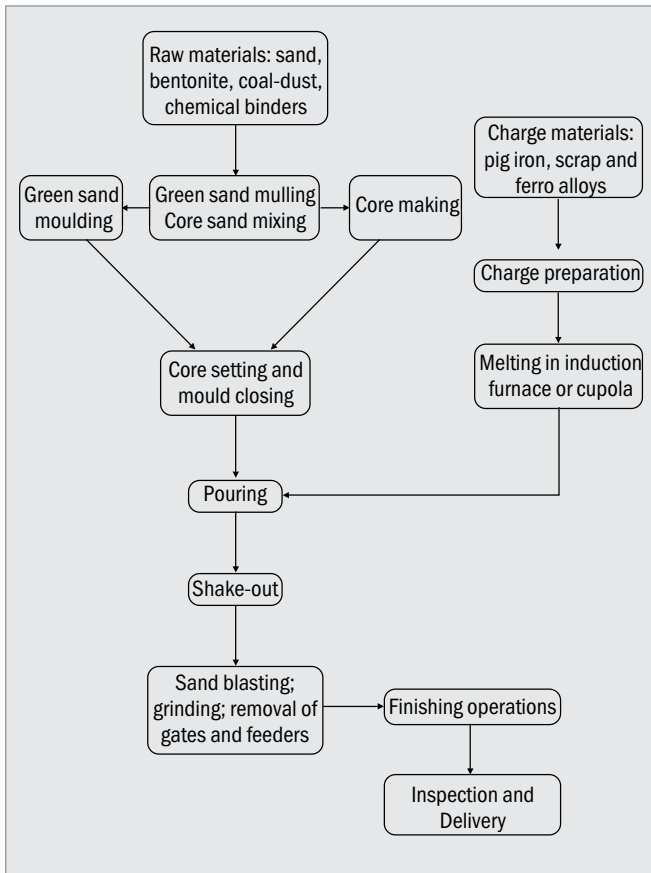 Raw materials: sand,
bentonite, coal-dust,
chemical binders
Charge materials:
pig iron, scrap and
ferro alloys
Green sand
moulding
Green sand mulling
Core sand mixing
Core making
Charge preparation
Core setting and
mould closing
Melting in induction
furnace or cupola
Pouring
Shake-out
Sand blasting;
grinding; removal of
gates and feeders
Finishing operations
Inspection and
Delivery